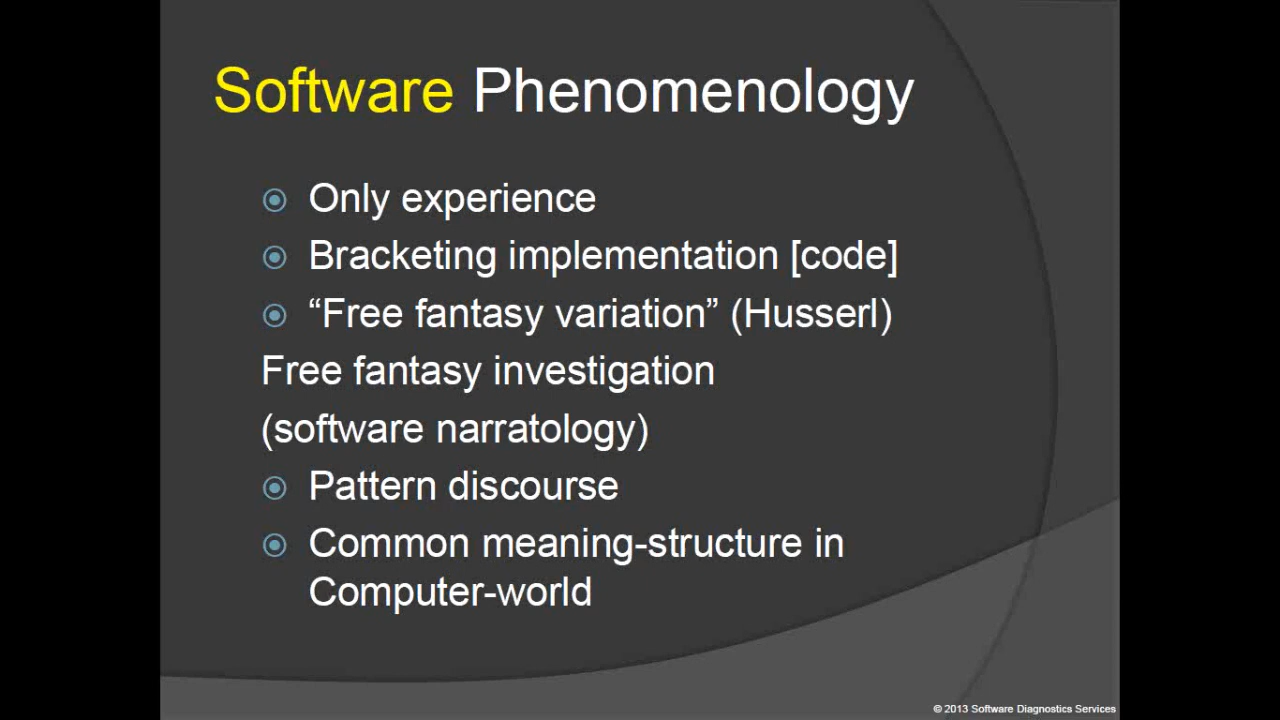 Software Phenomenology
Only experience
Bracketing implementation [code]
“Free fantasy variation” (Husserl)
Free fantasy investigation
(software narratology)
Pattern discourse
Common meaning-structure in
Computer-world
© 2013 Software Diagnostics Services